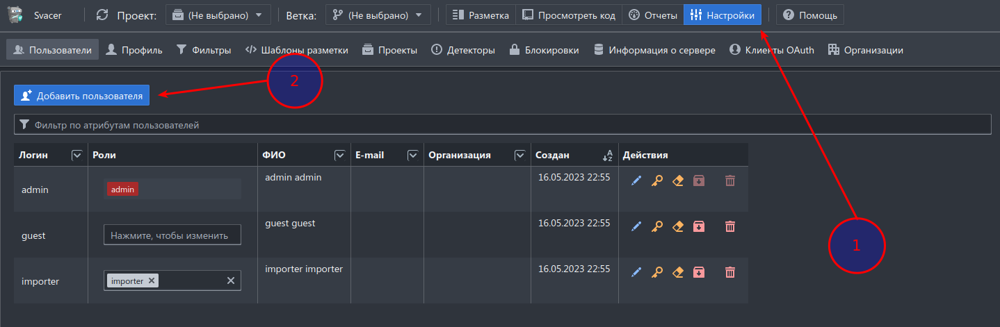 Svacer Проект: (Не выбрано) Ветка: (Не выбрано) Разметка Просмотреть код Отчеты Настройки Помощь
Пользователи Профиль Фильтры Шаблоны разметки Проекты Детекторы Блокировки Информация о сервере Клиенты OAuth Организации
2
Добавить пользователя
Фильтр по атрибутам пользователей
Логин Роли ФИО E-mail Организация Создан Действия
admin admin admin admin 16.05.2023 22:55
guest Нажмите, чтобы изменить guest guest 16.05.2023 22:55
1
importer importer importer importer 16.05.2023 22:55